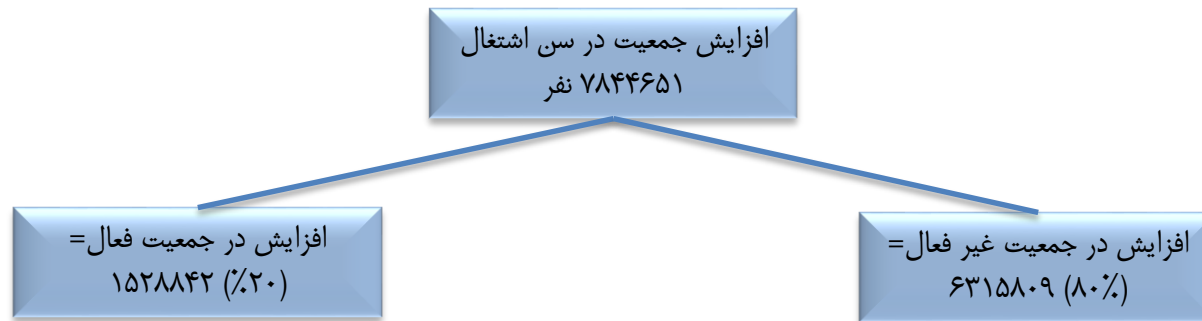 افزایش جمعیت در سن اشتغال
۷۸۴۴۶۵۱ نفر
افزایش در جمعیت غیر فعال=
۶۳۱۵۸۰۹ (۸۰٪)
افزایش در جمعیت فعال=
۱۵۲۸۸۴۲ (٪۲۰)